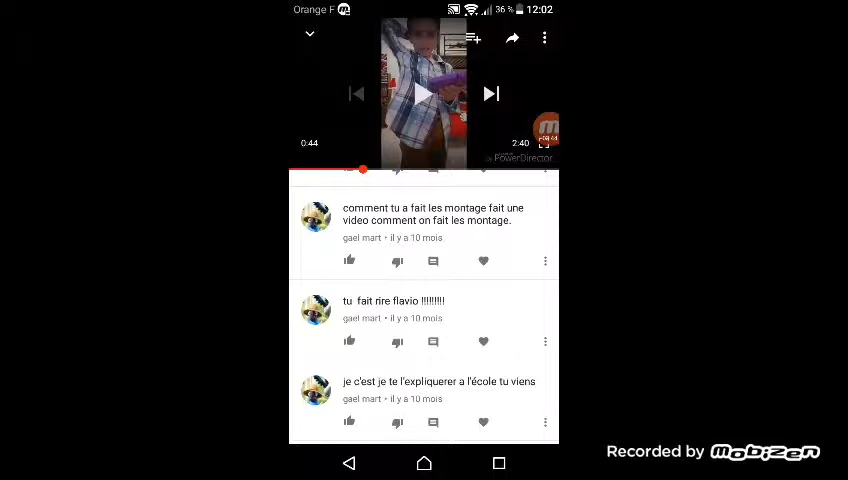 Orange F
36 %
12:02
0:44
2:40
PowerDirector
comment tu a fait les montage fait une
video comment on fait les montage.
gael mart • il y a 10 mois
tu fait rire flavio !!!!!!!!!
gael mart • il y a 10 mois
je c'est je te l'expliquerer a l'école tu viens
gael mart • il y a 10 mois
Recorded by mobizen